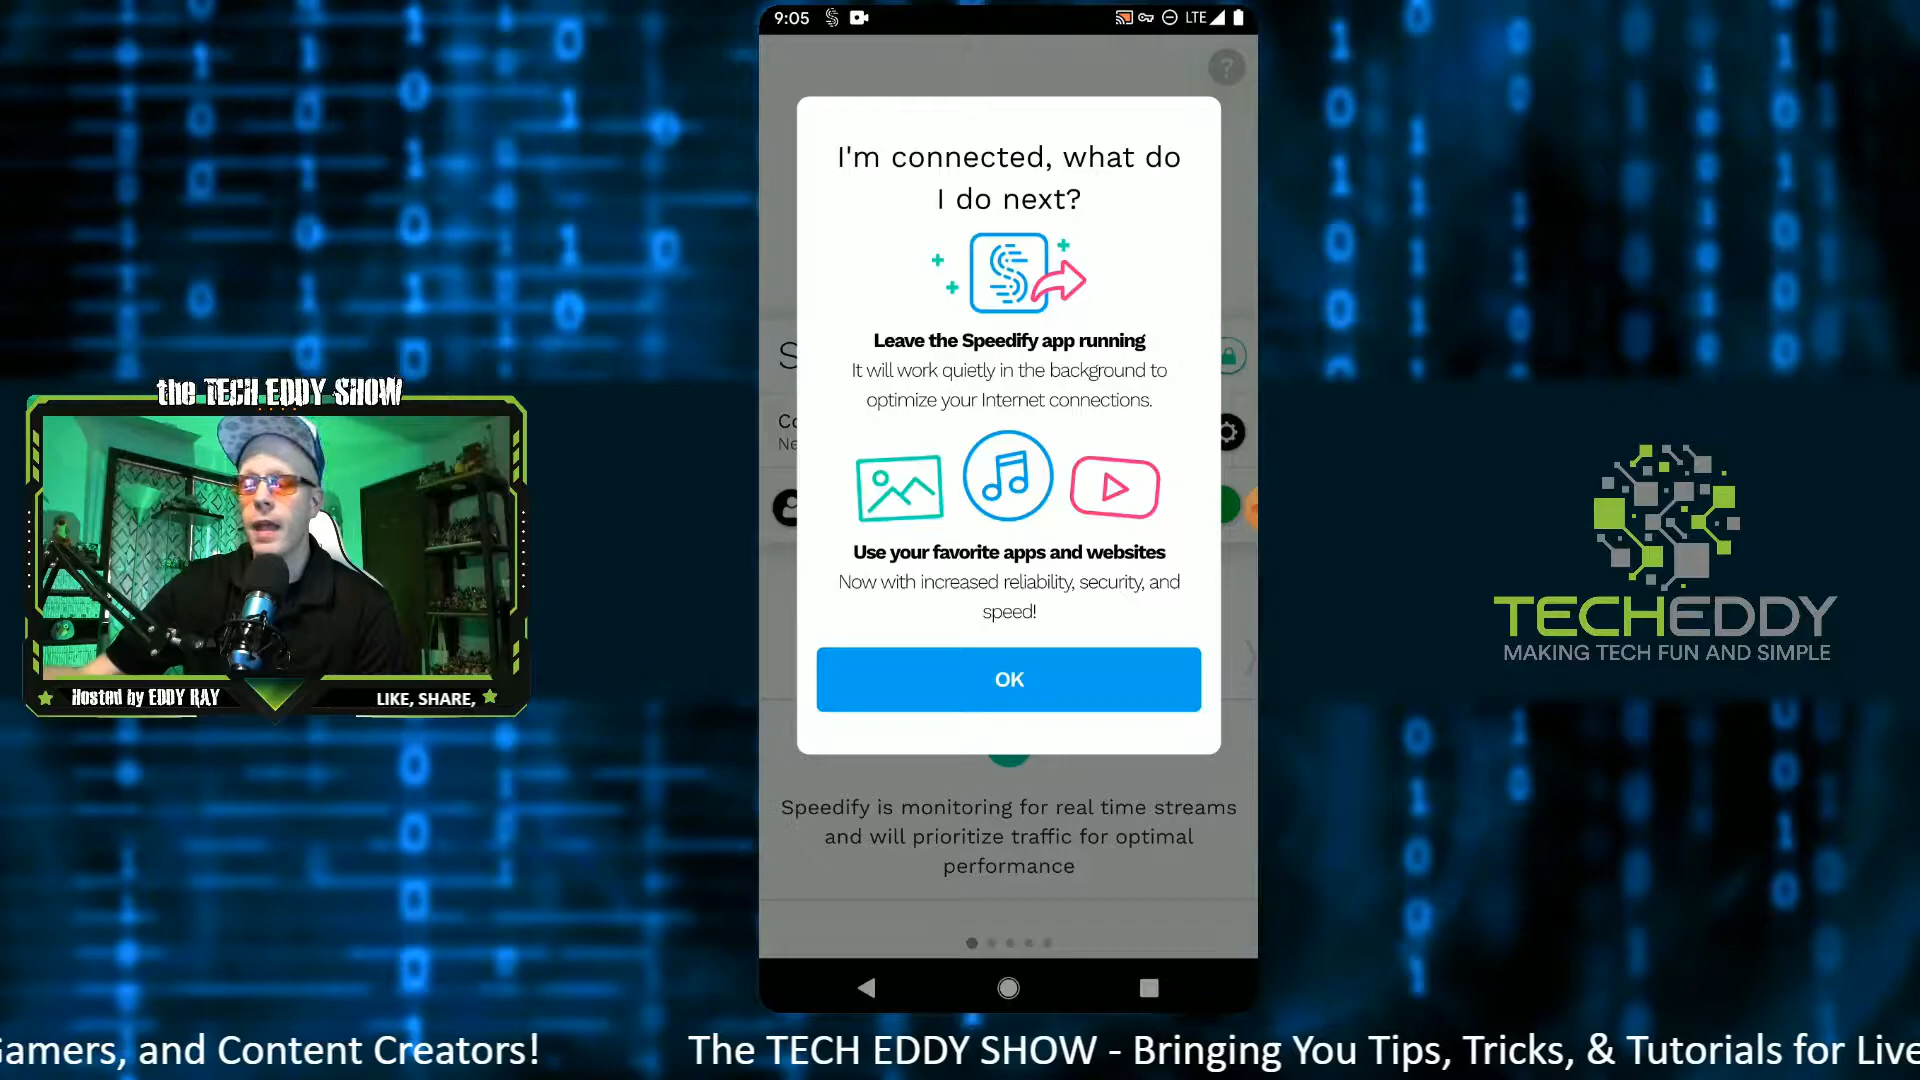 9:05
LTE
?
I'm connected, what do
I do next?
Leave the Speedify app running
It will work quietly in the background to
optimize your Internet connections.
Use your favorite apps and websites
Now with increased reliability, security, and
speed!
OK
Speedify is monitoring for real time streams
and will prioritize traffic for optimal
performance
the TECH EDDY SHOW
Hosted by EDDY RAY
LIKE, SHARE,
TECHEDDY
MAKING TECH FUN AND SIMPLE
Gamers, and Content Creators!
The TECH EDDY SHOW - Bringing You Tips, Tricks, & Tutorials for Live